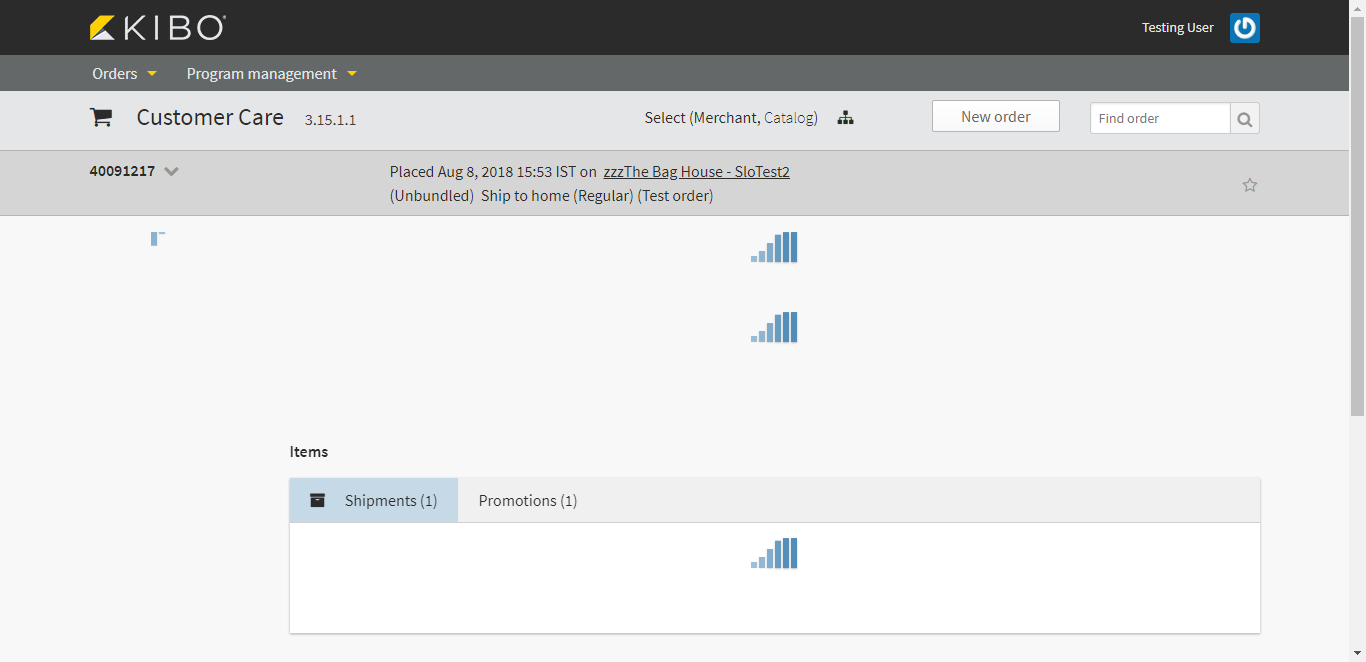 KIBO
Testing User
Orders Program management
Customer Care 3.15.1.1 Select (Merchant, Catalog) New order Find order
40091217 Placed Aug 8, 2018 15:53 IST on zzzThe Bag House - SloTest2
(Unbundled) Ship to home (Regular) (Test order)
Items
Shipments (1) Promotions (1)